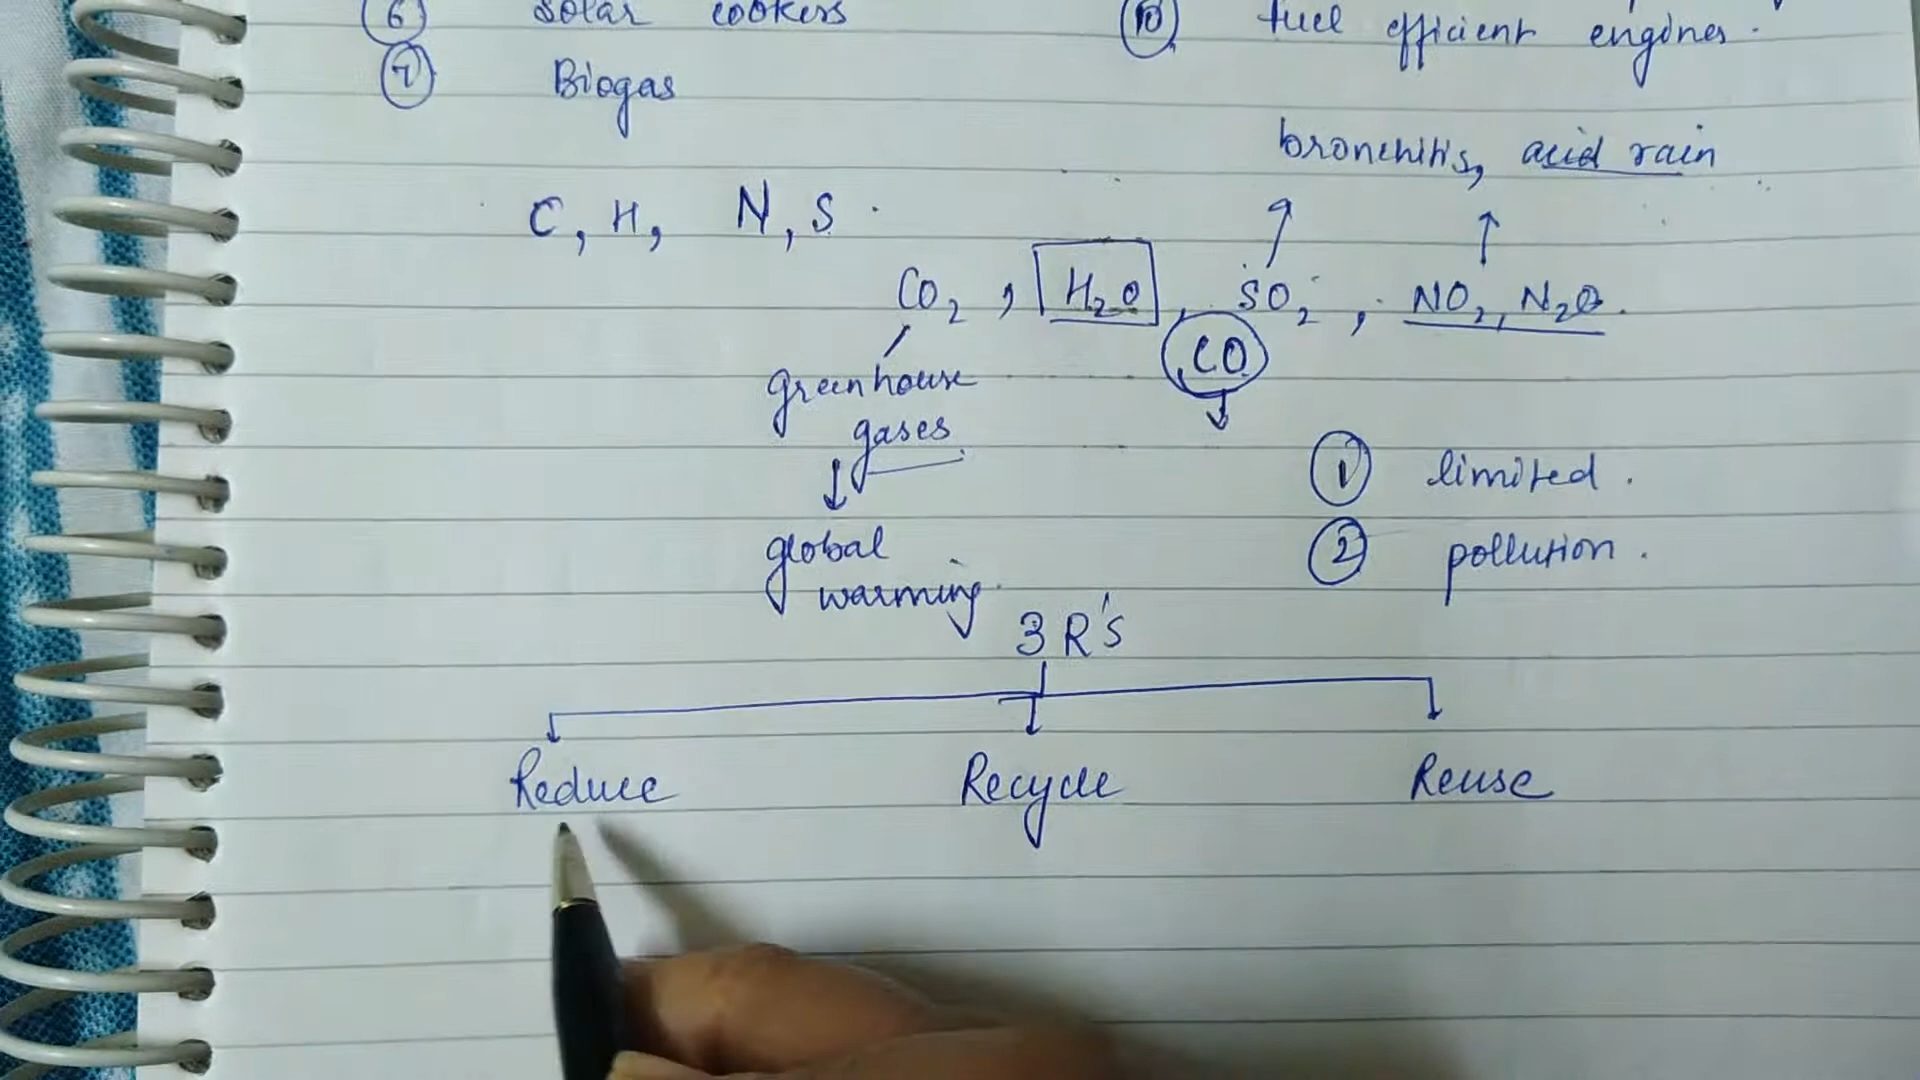 6 Solar cookers
10 fuel efficient engines.
7 Biogas
bronchitis, acid rain
C, H, N, S.
CO2, H2O, SO2, NO2, N2O.
CO
greenhouse
gases
1 limited.
2 pollution.
global
warming
3 R's
Reduce Recycle Reuse